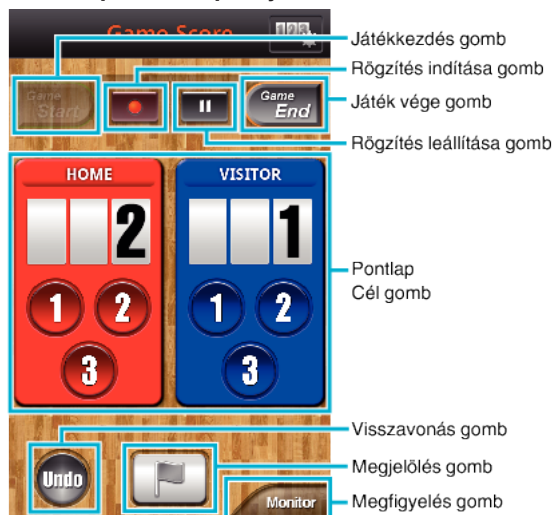 Game Score
123
Játékkezdés gomb
Rögzítés indítása gomb
Game
Start
Game
End
Játék vége gomb
Rögzítés leállítása gomb
HOME
VISITOR
2
1
1
2
1
2
3
3
Pontlap
Cél gomb
Visszavonás gomb
Undo
Megjelölés gomb
Monitor
Megfigyelés gomb